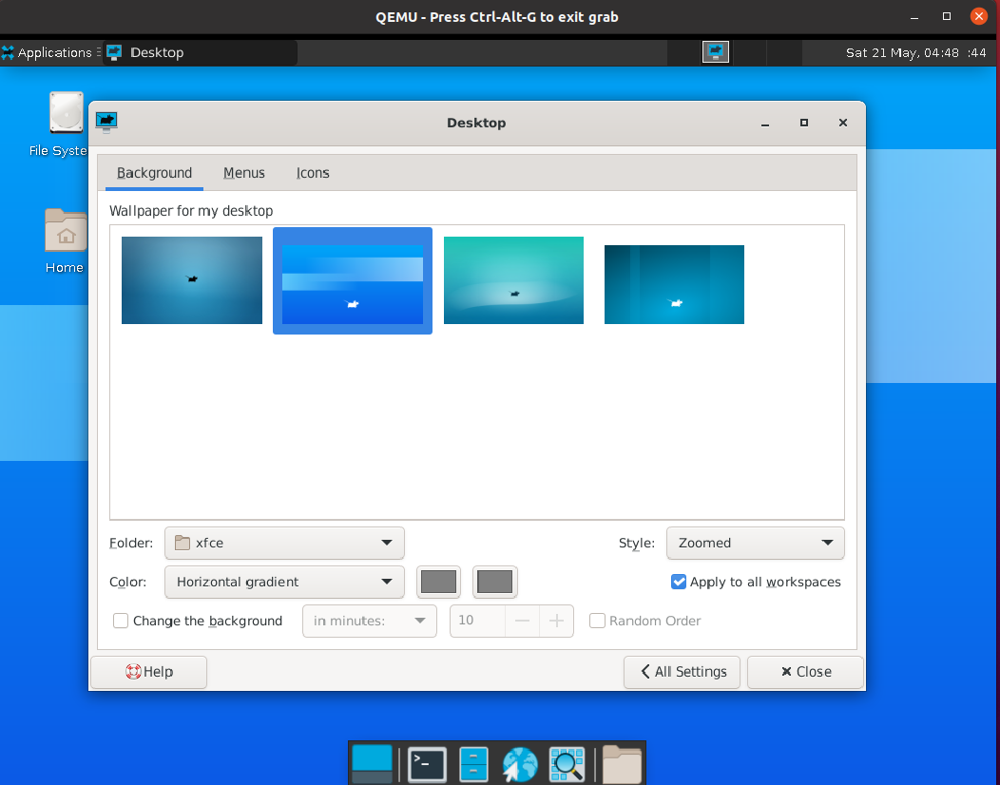 QEMU - Press Ctrl-Alt-G to exit grab
Applications Desktop Sat 21 May, 04:48 :44
File Syste
Home
Desktop
Background Menus Icons
Wallpaper for my desktop
Folder: xfce Style: Zoomed
Color: Horizontal gradient Apply to all workspaces
Change the background in minutes: 10 Random Order
Help All Settings Close